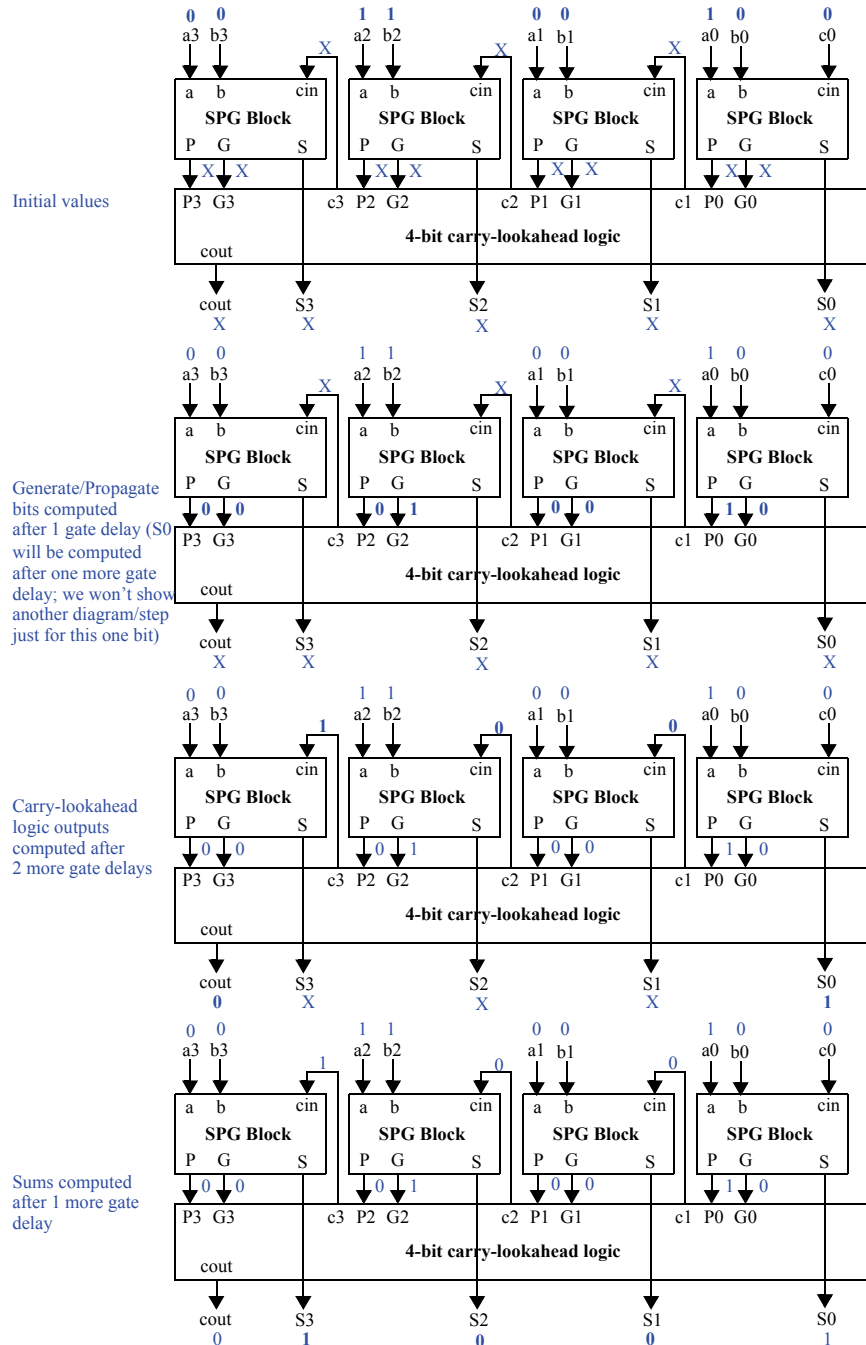 0 0 1 1 0 0 1 0 0
a3 b3 a2 b2 a1 b1 a0 b0 c0
X X X
a b cin a b cin a b cin a b cin
SPG Block SPG Block SPG Block SPG Block
P G S P G S P G S P G S
X X X X X X X X
Initial values
P3 G3 c3 P2 G2 c2 P1 G1 c1 P0 G0
4-bit carry-lookahead logic
cout
cout S3 S2 S1 S0
X X X X X
0 0 1 1 0 0 1 0 0
a3 b3 a2 b2 a1 b1 a0 b0 c0
X X X
a b cin a b cin a b cin a b cin
SPG Block SPG Block SPG Block SPG Block
P G S P G S P G S P G S
0 0 0 1 0 0 1 0
Generate/Propagate
bits computed
after 1 gate delay (S0
will be computed
after one more gate
delay; we won't show
another diagram/step
just for this one bit)
P3 G3 c3 P2 G2 c2 P1 G1 c1 P0 G0
4-bit carry-lookahead logic
cout
cout S3 S2 S1 S0
X X X X X
0 0 1 1 0 0 1 0 0
a3 b3 a2 b2 a1 b1 a0 b0 c0
1 0 0
a b cin a b cin a b cin a b cin
SPG Block SPG Block SPG Block SPG Block
P G S P G S P G S P G S
0 0 0 1 0 0 1 0
Carry-lookahead
logic outputs
computed after
2 more gate delays
P3 G3 c3 P2 G2 c2 P1 G1 c1 P0 G0
4-bit carry-lookahead logic
cout
cout S3 S2 S1 S0
0 X X X 1
0 0 1 1 0 0 1 0 0
a3 b3 a2 b2 a1 b1 a0 b0 c0
1 0 0
a b cin a b cin a b cin a b cin
SPG Block SPG Block SPG Block SPG Block
P G S P G S P G S P G S
0 0 0 1 0 0 1 0
Sums computed
after 1 more gate
delay
P3 G3 c3 P2 G2 c2 P1 G1 c1 P0 G0
4-bit carry-lookahead logic
cout
cout S3 S2 S1 S0
0 1 0 0 1